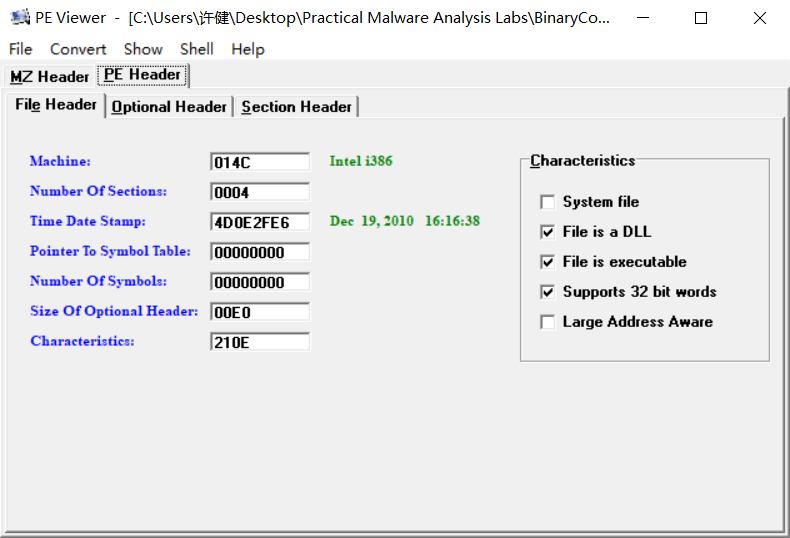 PE Viewer - [C:\Users\许健\Desktop\Practical Malware Analysis Labs\BinaryCo...
File Convert Show Shell Help
MZ Header PE Header
File Header Optional Header Section Header
Machine: 014C Intel i386
Number Of Sections: 0004
Time Date Stamp: 4D0E2FE6 Dec 19, 2010 16:16:38
Pointer To Symbol Table: 00000000
Number Of Symbols: 00000000
Size Of Optional Header: 00E0
Characteristics: 210E
Characteristics
System file
File is a DLL
File is executable
Supports 32 bit words
Large Address Aware